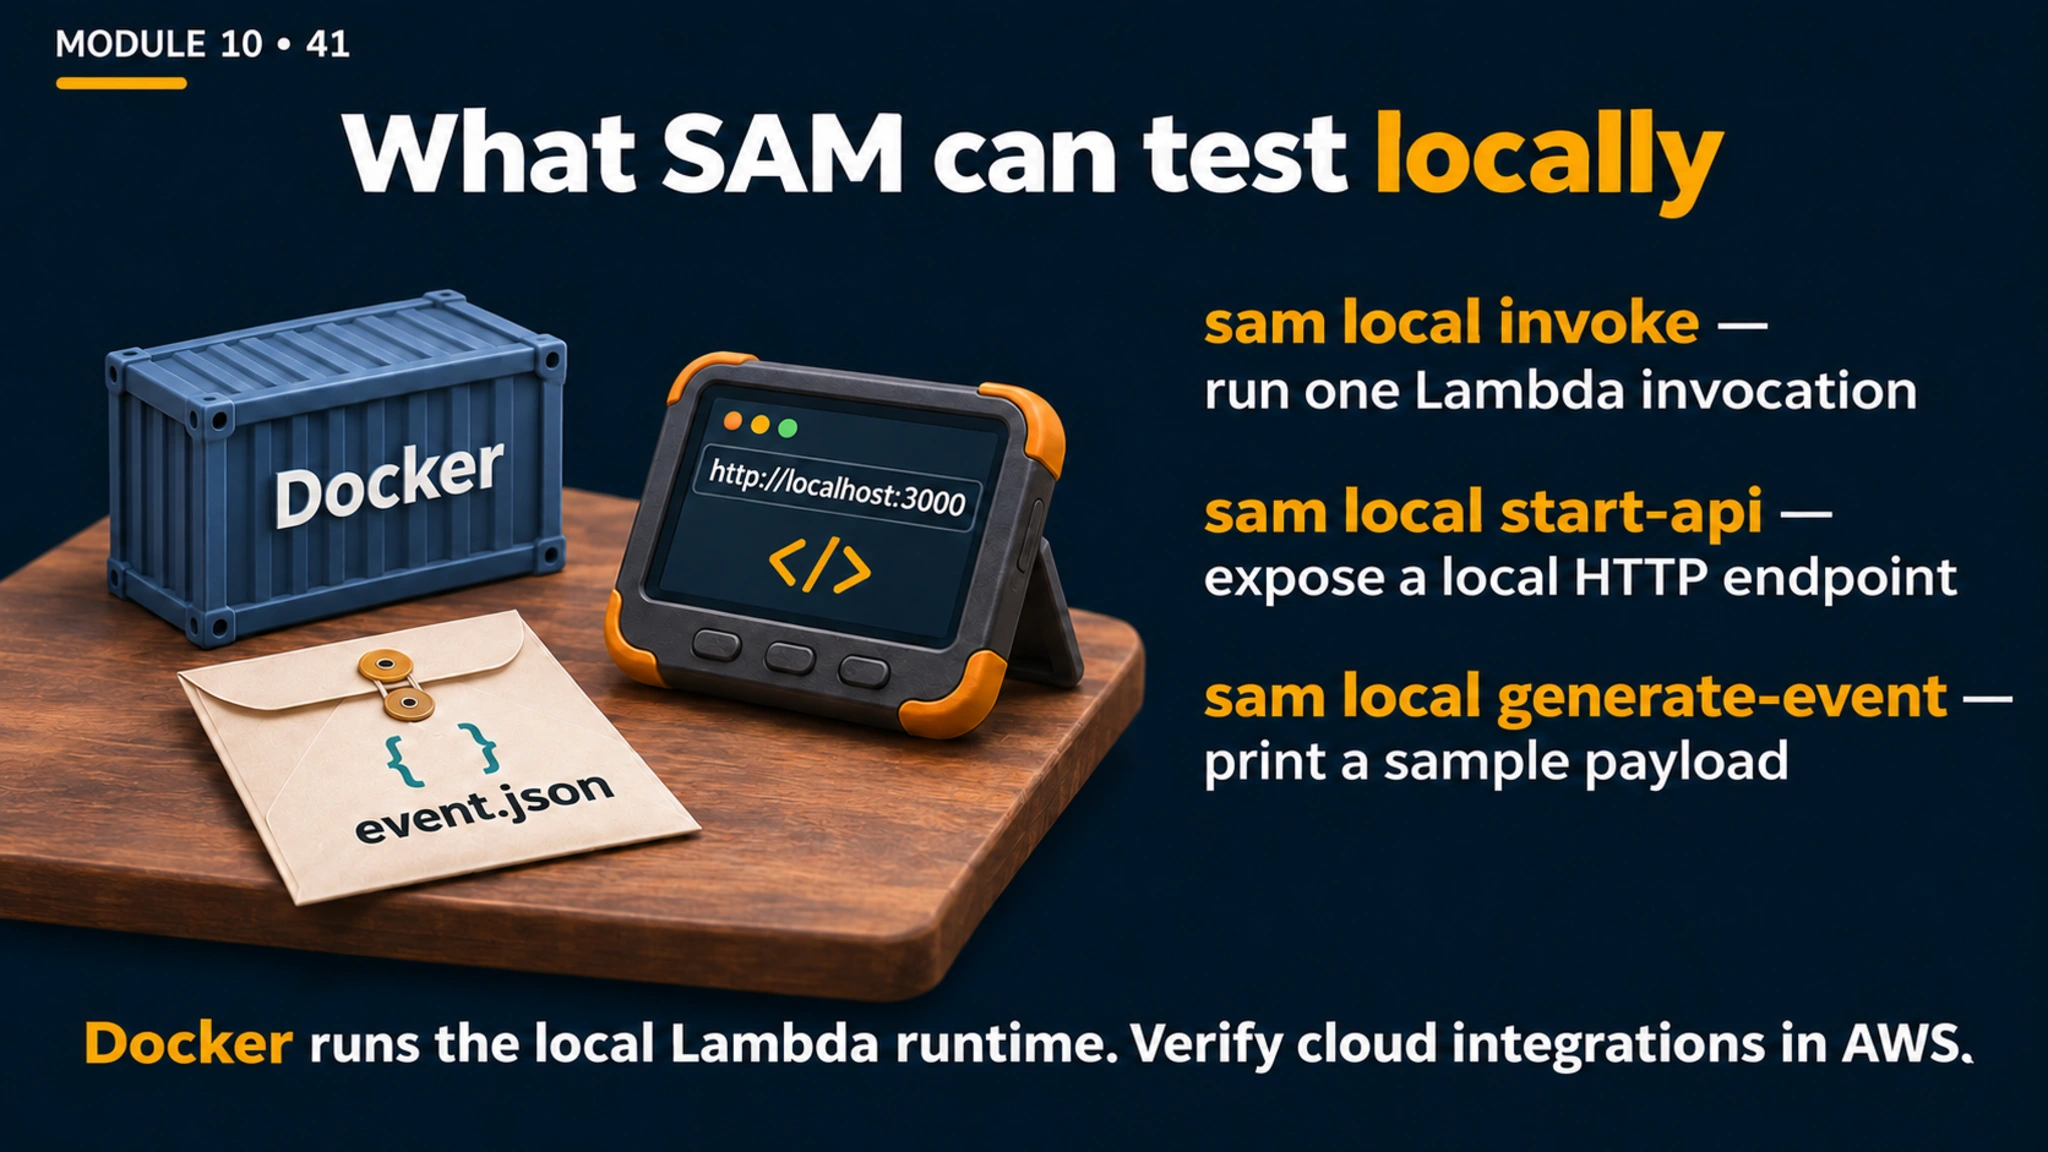 MODULE 10 • 41
What SAM can test locally
Docker
http://localhost:3000
</>
{ }
event.json
sam local invoke —
run one Lambda invocation
sam local start-api —
expose a local HTTP endpoint
sam local generate-event —
print a sample payload
Docker runs the local Lambda runtime. Verify cloud integrations in AWS.